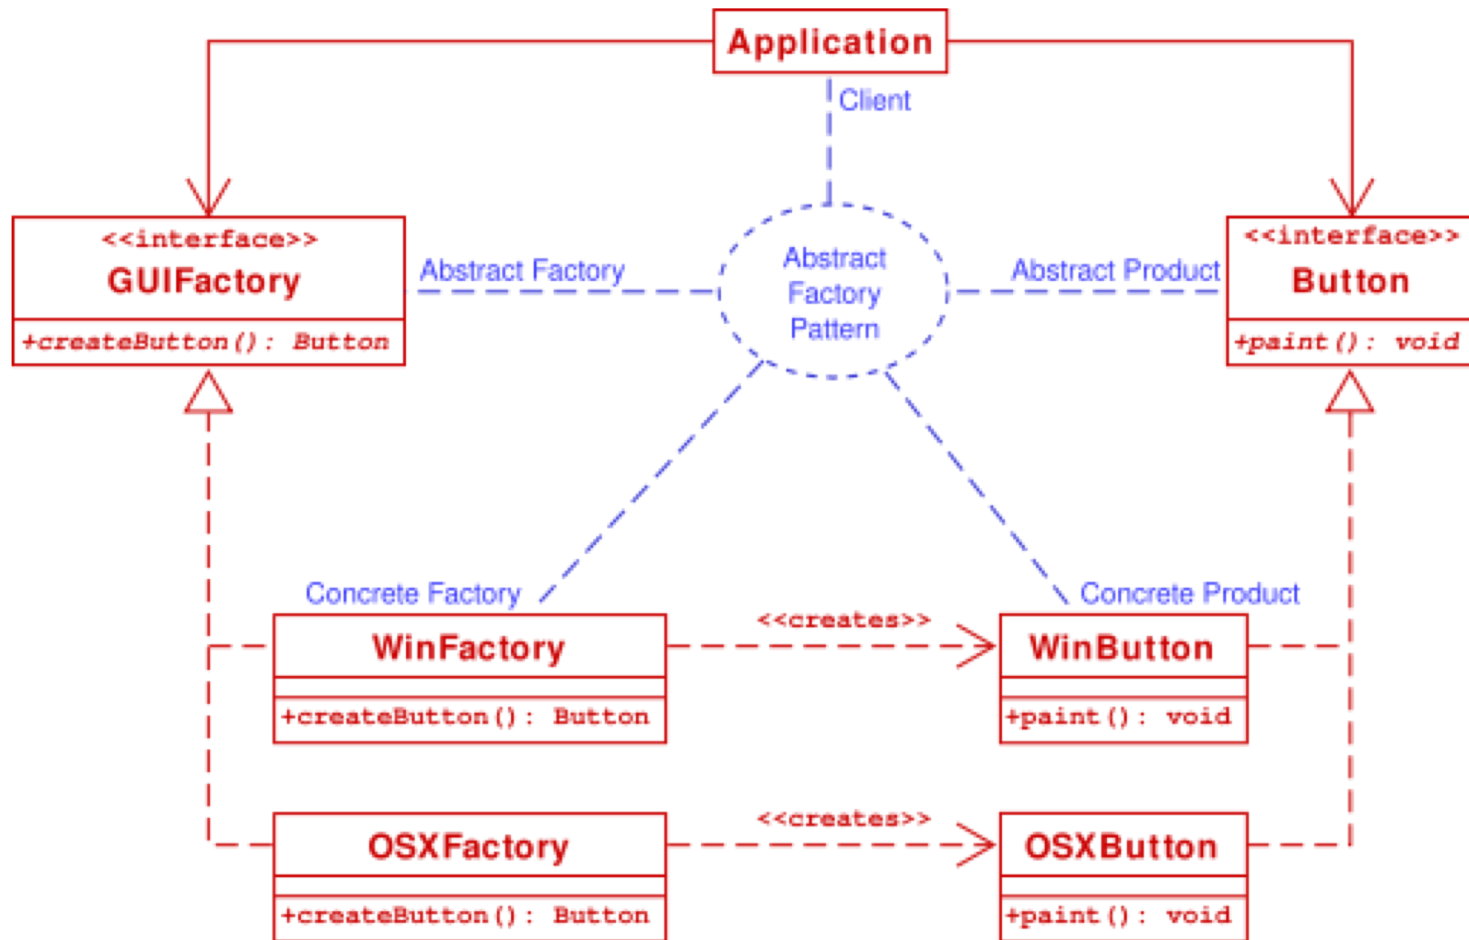 Application
Client
<<interface>>
GUIFactory
+createButton(): Button
Abstract Factory
Abstract
Factory
Pattern
Abstract Product
<<interface>>
Button
+paint(): void
Concrete Factory
Concrete Product
WinFactory
+createButton(): Button
<<creates>>
WinButton
+paint(): void
OSXFactory
+createButton(): Button
<<creates>>
OSXButton
+paint(): void